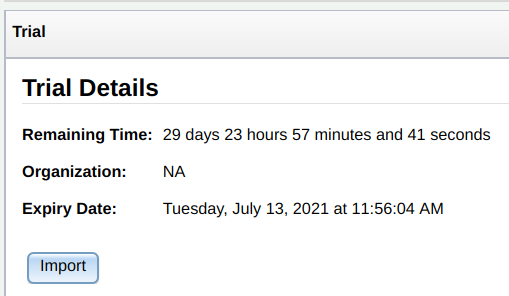 Trial
Trial Details
Remaining Time: 29 days 23 hours 57 minutes and 41 seconds
Organization: NA
Expiry Date: Tuesday, July 13, 2021 at 11:56:04 AM
Import